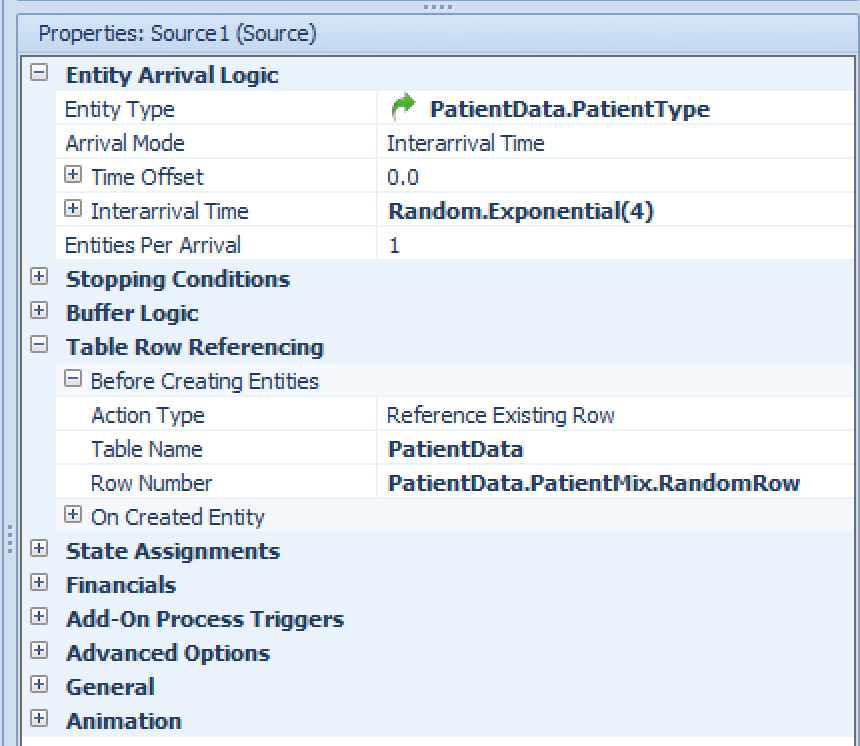 Properties: Source1 (Source)
Entity Arrival Logic
Entity Type PatientData.PatientType
Arrival Mode Interarrival Time
Time Offset 0.0
Interarrival Time Random.Exponential(4)
Entities Per Arrival 1
Stopping Conditions
Buffer Logic
Table Row Referencing
Before Creating Entities
Action Type Reference Existing Row
Table Name PatientData
Row Number PatientData.PatientMix.RandomRow
On Created Entity
State Assignments
Financials
Add-On Process Triggers
Advanced Options
General
Animation